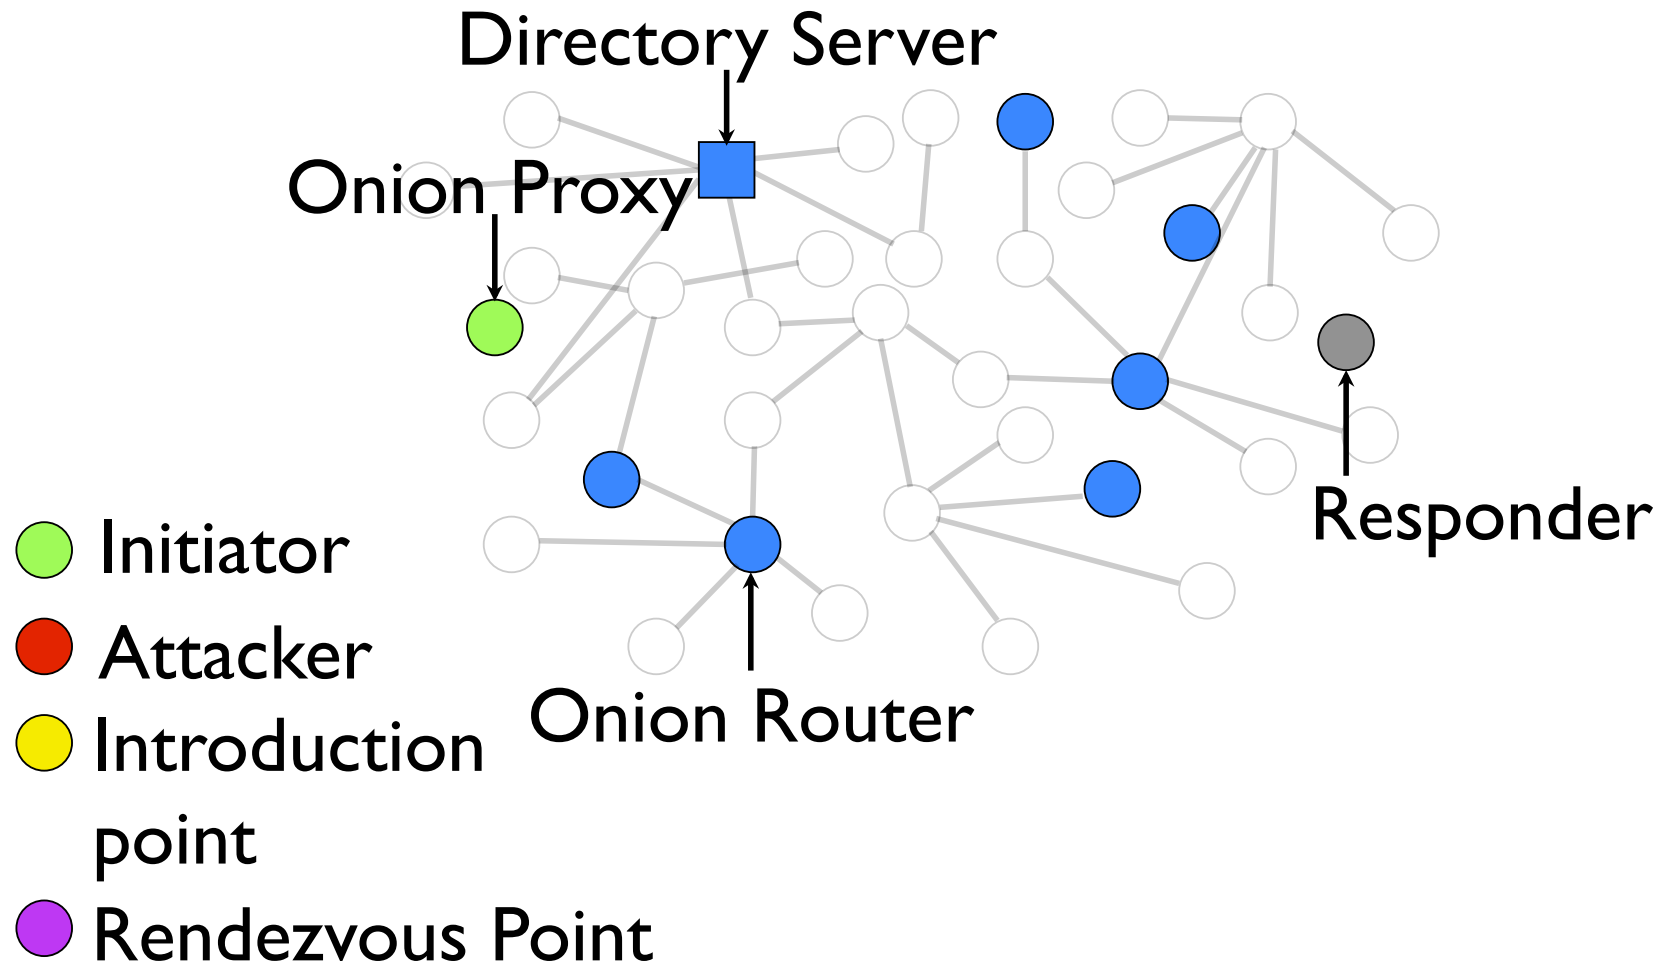 Directory Server
Onion Proxy
Responder
Initiator
Attacker
Onion Router
Introduction
point
Rendezvous Point